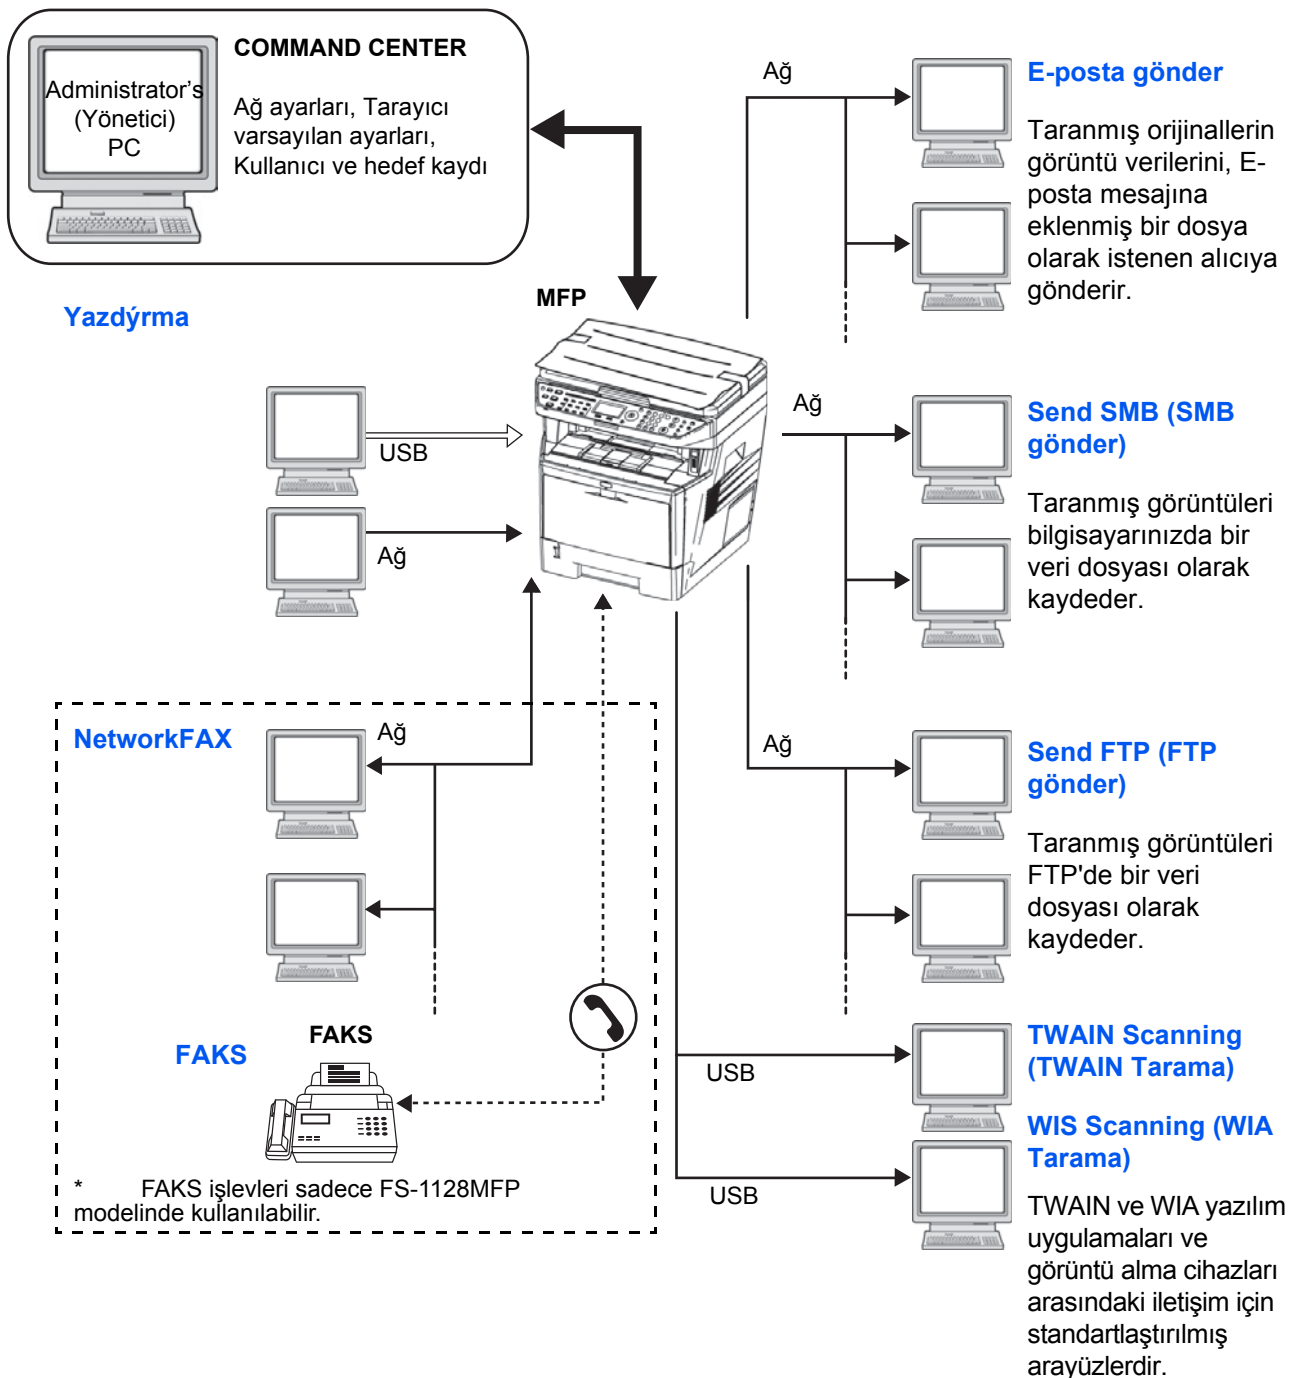 COMMAND CENTER
Administrator's
(Yönetici)
PC
Ağ ayarları, Tarayıcı
varsayılan ayarları,
Kullanıcı ve hedef kaydı
Ağ
E-posta gönder
Taranmış orijinallerin
görüntü verilerini, E-
posta mesajına
eklenmiş bir dosya
olarak istenen alıcıya
gönderir.
MFP
Yazdýrma
USB
Ağ
Ağ
Send SMB (SMB
gönder)
Taranmış görüntüleri
bilgisayarınızda bir
veri dosyası olarak
kaydeder.
NetworkFAX
Ağ
Ağ
Send FTP (FTP
gönder)
Taranmış görüntüleri
FTP'de bir veri
dosyası olarak
kaydeder.
FAKS
FAKS
* FAKS işlevleri sadece FS-1128MFP
modelinde kullanılabilir.
USB
TWAIN Scanning
(TWAIN Tarama)
USB
WIS Scanning (WIA
Tarama)
TWAIN ve WIA yazılım
uygulamaları ve
görüntü alma cihazları
arasındaki iletişim için
standartlaştırılmış
arayüzlerdir.